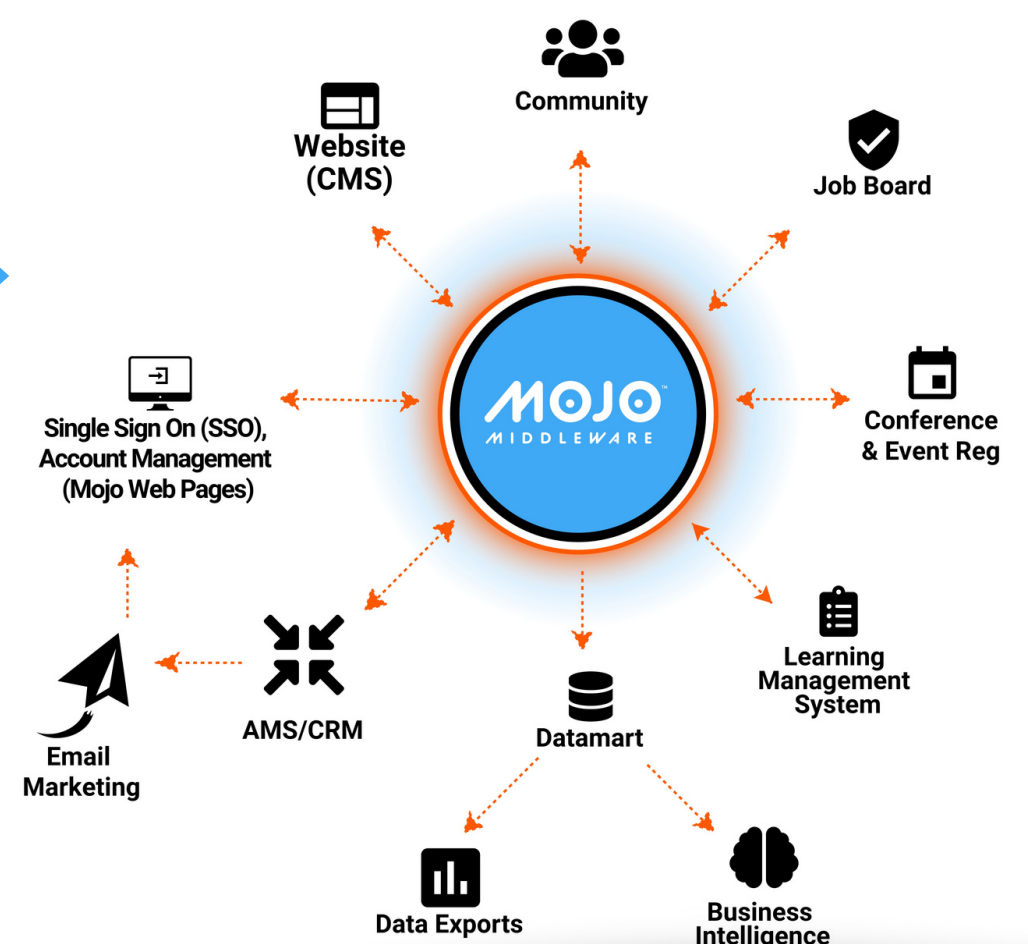 Community
Website
(CMS)
Job Board
MOJO™
MIDDLEWARE
Single Sign On (SSO),
Account Management
(Mojo Web Pages)
Conference
& Event Reg
Learning
Management
System
AMS/CRM
Datamart
Email
Marketing
Data Exports
Business
Intelligence